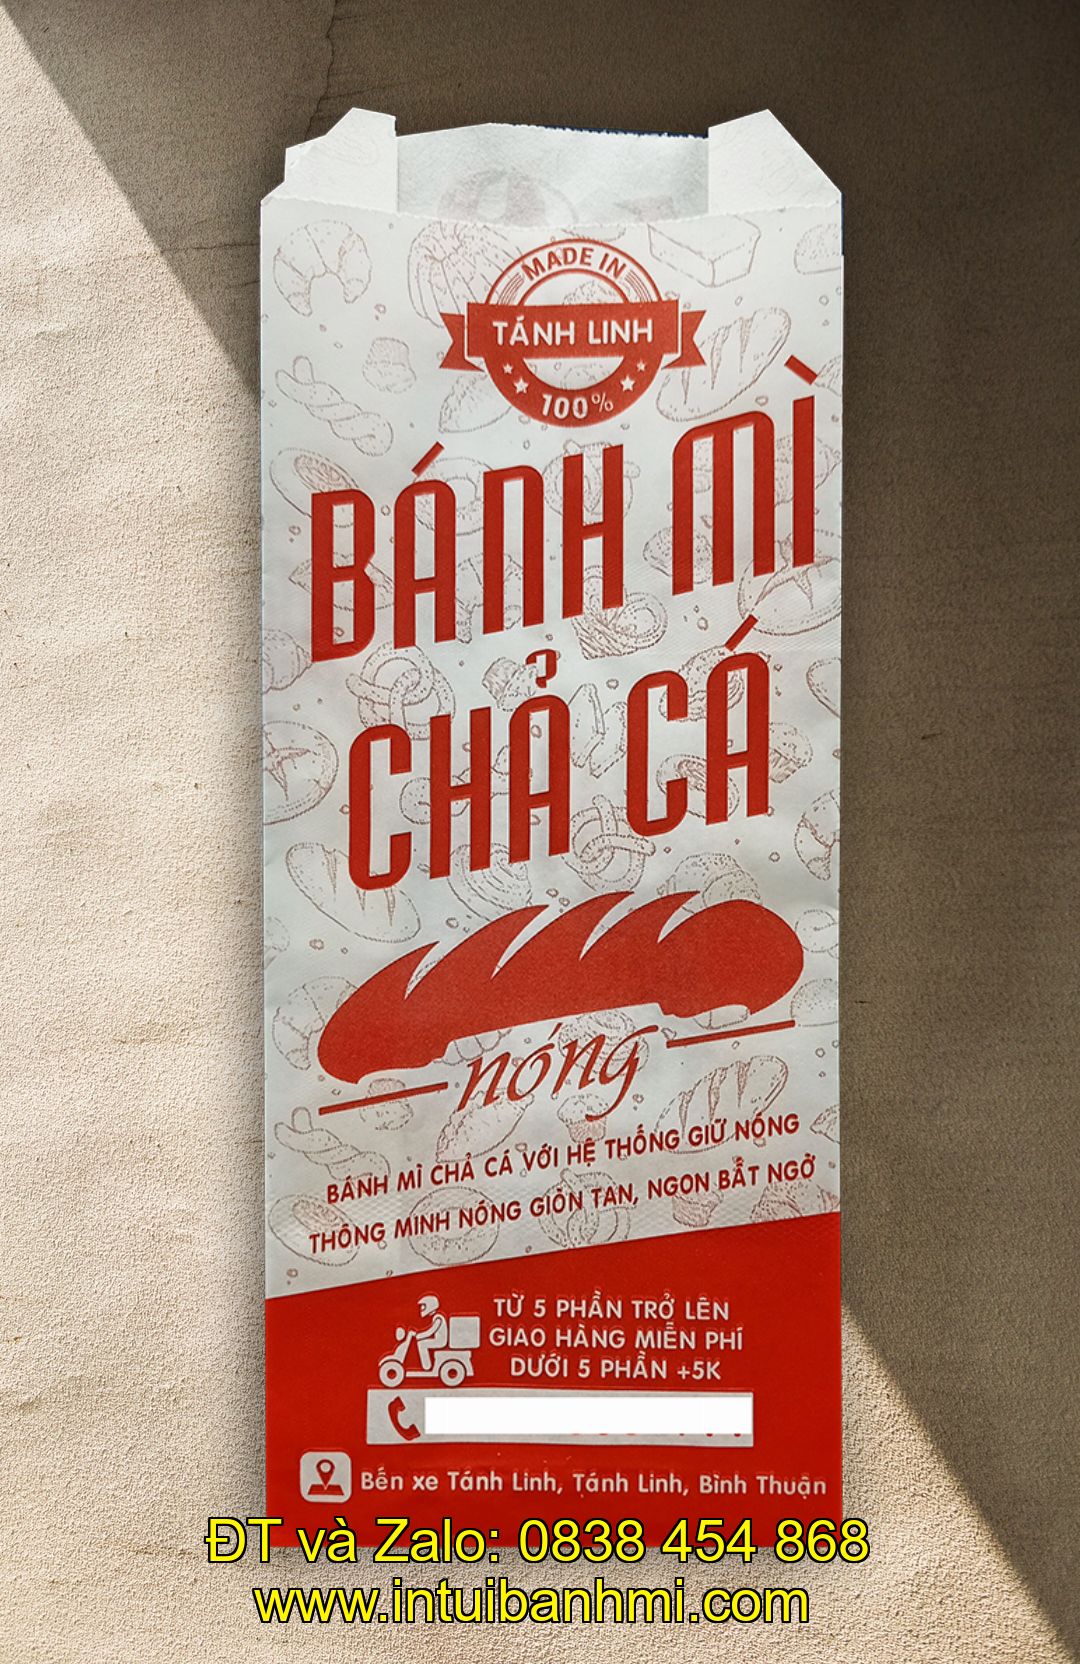 MADE IN
TÁNH LINH
100%
BÁNH MÌ
CHẢ CÁ
nóng
BÁNH MÌ CHẢ CÁ VỚI HỆ THỐNG GIỮ NÓNG
THÔNG MINH NÓNG GIÒN TAN, NGON BẤT NGỜ
TỪ 5 PHẦN TRỞ LÊN
GIAO HÀNG MIỄN PHÍ
DƯỚI 5 PHẦN +5K
Bến xe Tánh Linh, Tánh Linh, Bình Thuận
ĐT và Zalo: 0838 454 868
www.intuibanhmi.com